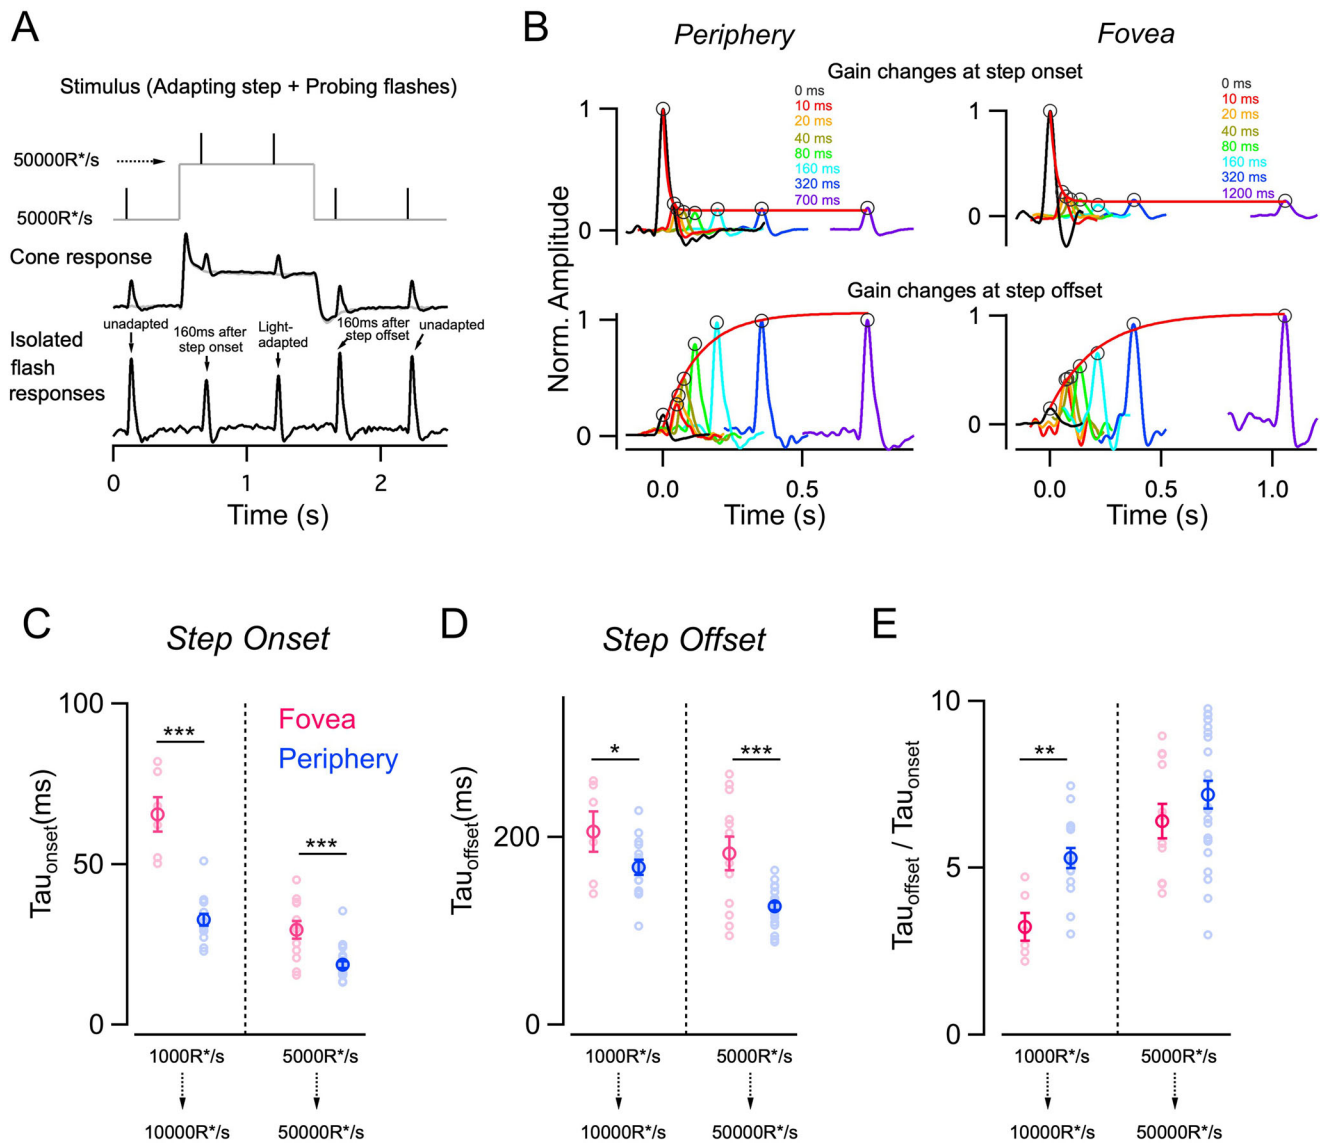 A
Stimulus (Adapting step + Probing flashes)
50000R*/s
5000R*/s
Cone response
Isolated
flash
responses
unadapted
160ms after
step onset
Light-
adapted
160ms after
step offset
unadapted
0 1 2
Time (s)
B
Periphery Fovea
Gain changes at step onset
Norm. Amplitude
1
0
0 ms
10 ms
20 ms
40 ms
80 ms
160 ms
320 ms
700 ms
1
0
0 ms
10 ms
20 ms
80 ms
160 ms
320 ms
1200 ms
Gain changes at step offset
1
0
0.0 0.5
Time (s)
1
0
0.0 0.5 1.0
Time (s)
C
Step Onset
Tauonset(ms)
100
50
0
***
***
Fovea
Periphery
1000R*/s 5000R*/s
10000R*/s 50000R*/s
D
Step Offset
Tauoffset(ms)
200
0
*
***
1000R*/s 5000R*/s
10000R*/s 50000R*/s
E
Tauoffset / Tauonset
10
5
0
**
1000R*/s 5000R*/s
10000R*/s 50000R*/s